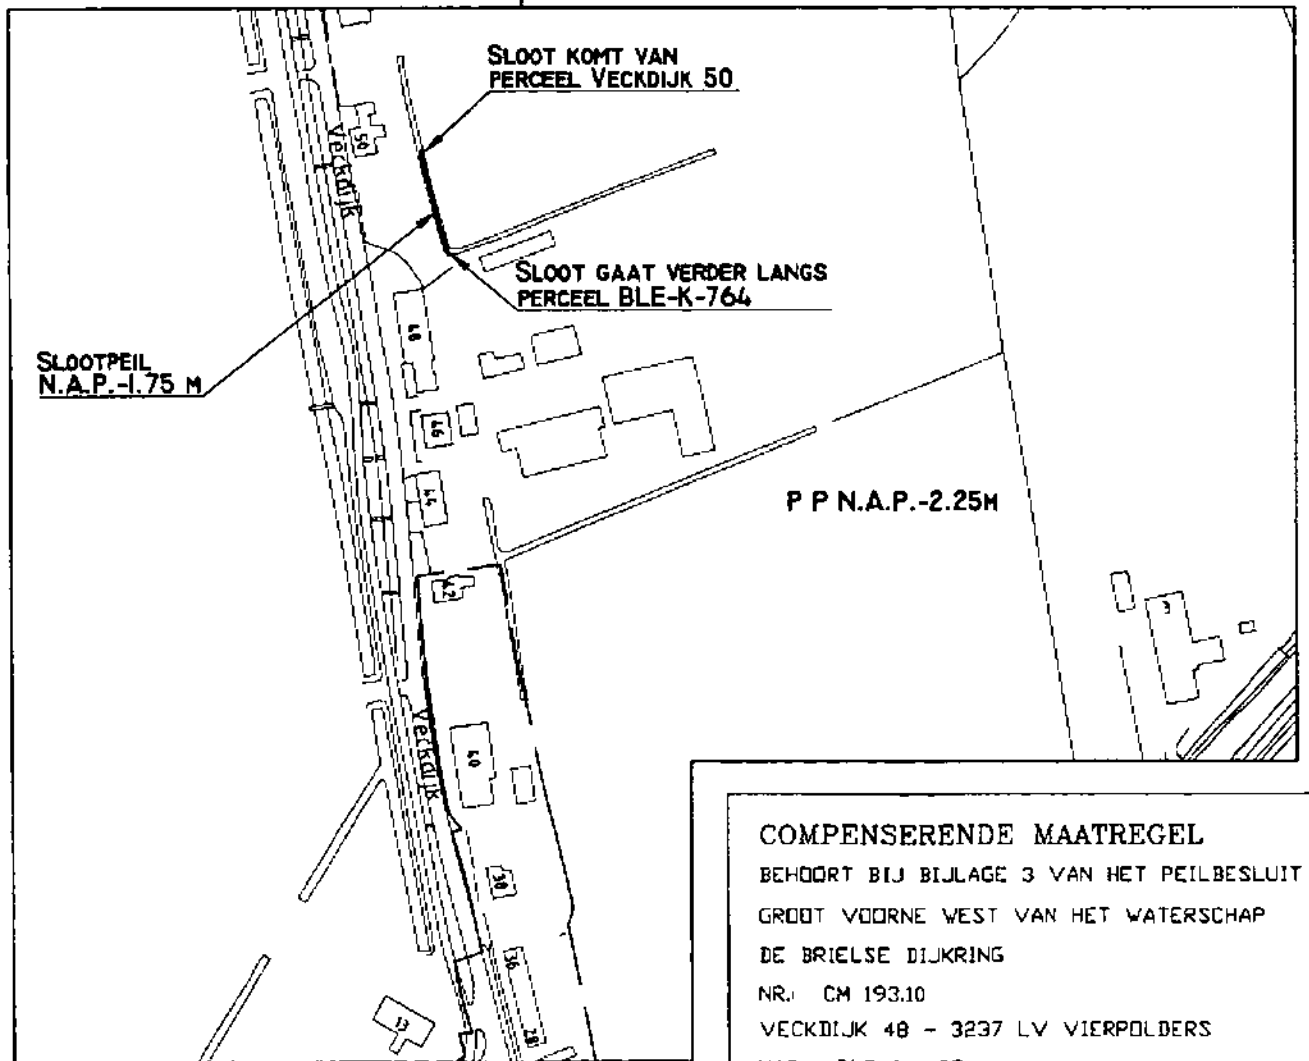 SLOOT KOMT VAN
PERCEEL VECKDIJK 50
50
Veckdijk
SLOOT GAAT VERDER LANGS
PERCEEL BLE-K-764
48
SLOOTPEIL
N.A.P.-1.75 M
46
44
P P N.A.P.-2.25M
42
3
Veckdijk
40
38
36
28
13
COMPENSERENDE MAATREGEL
BEHOORT BIJ BIJLAGE 3 VAN HET PEILBESLUIT
GROOT VOORNE WEST VAN HET WATERSCHAP
DE BRIELSE DIJKRING
NR.: CM 193.10
VECKDIJK 48 - 3237 LV VIERPOLDERS